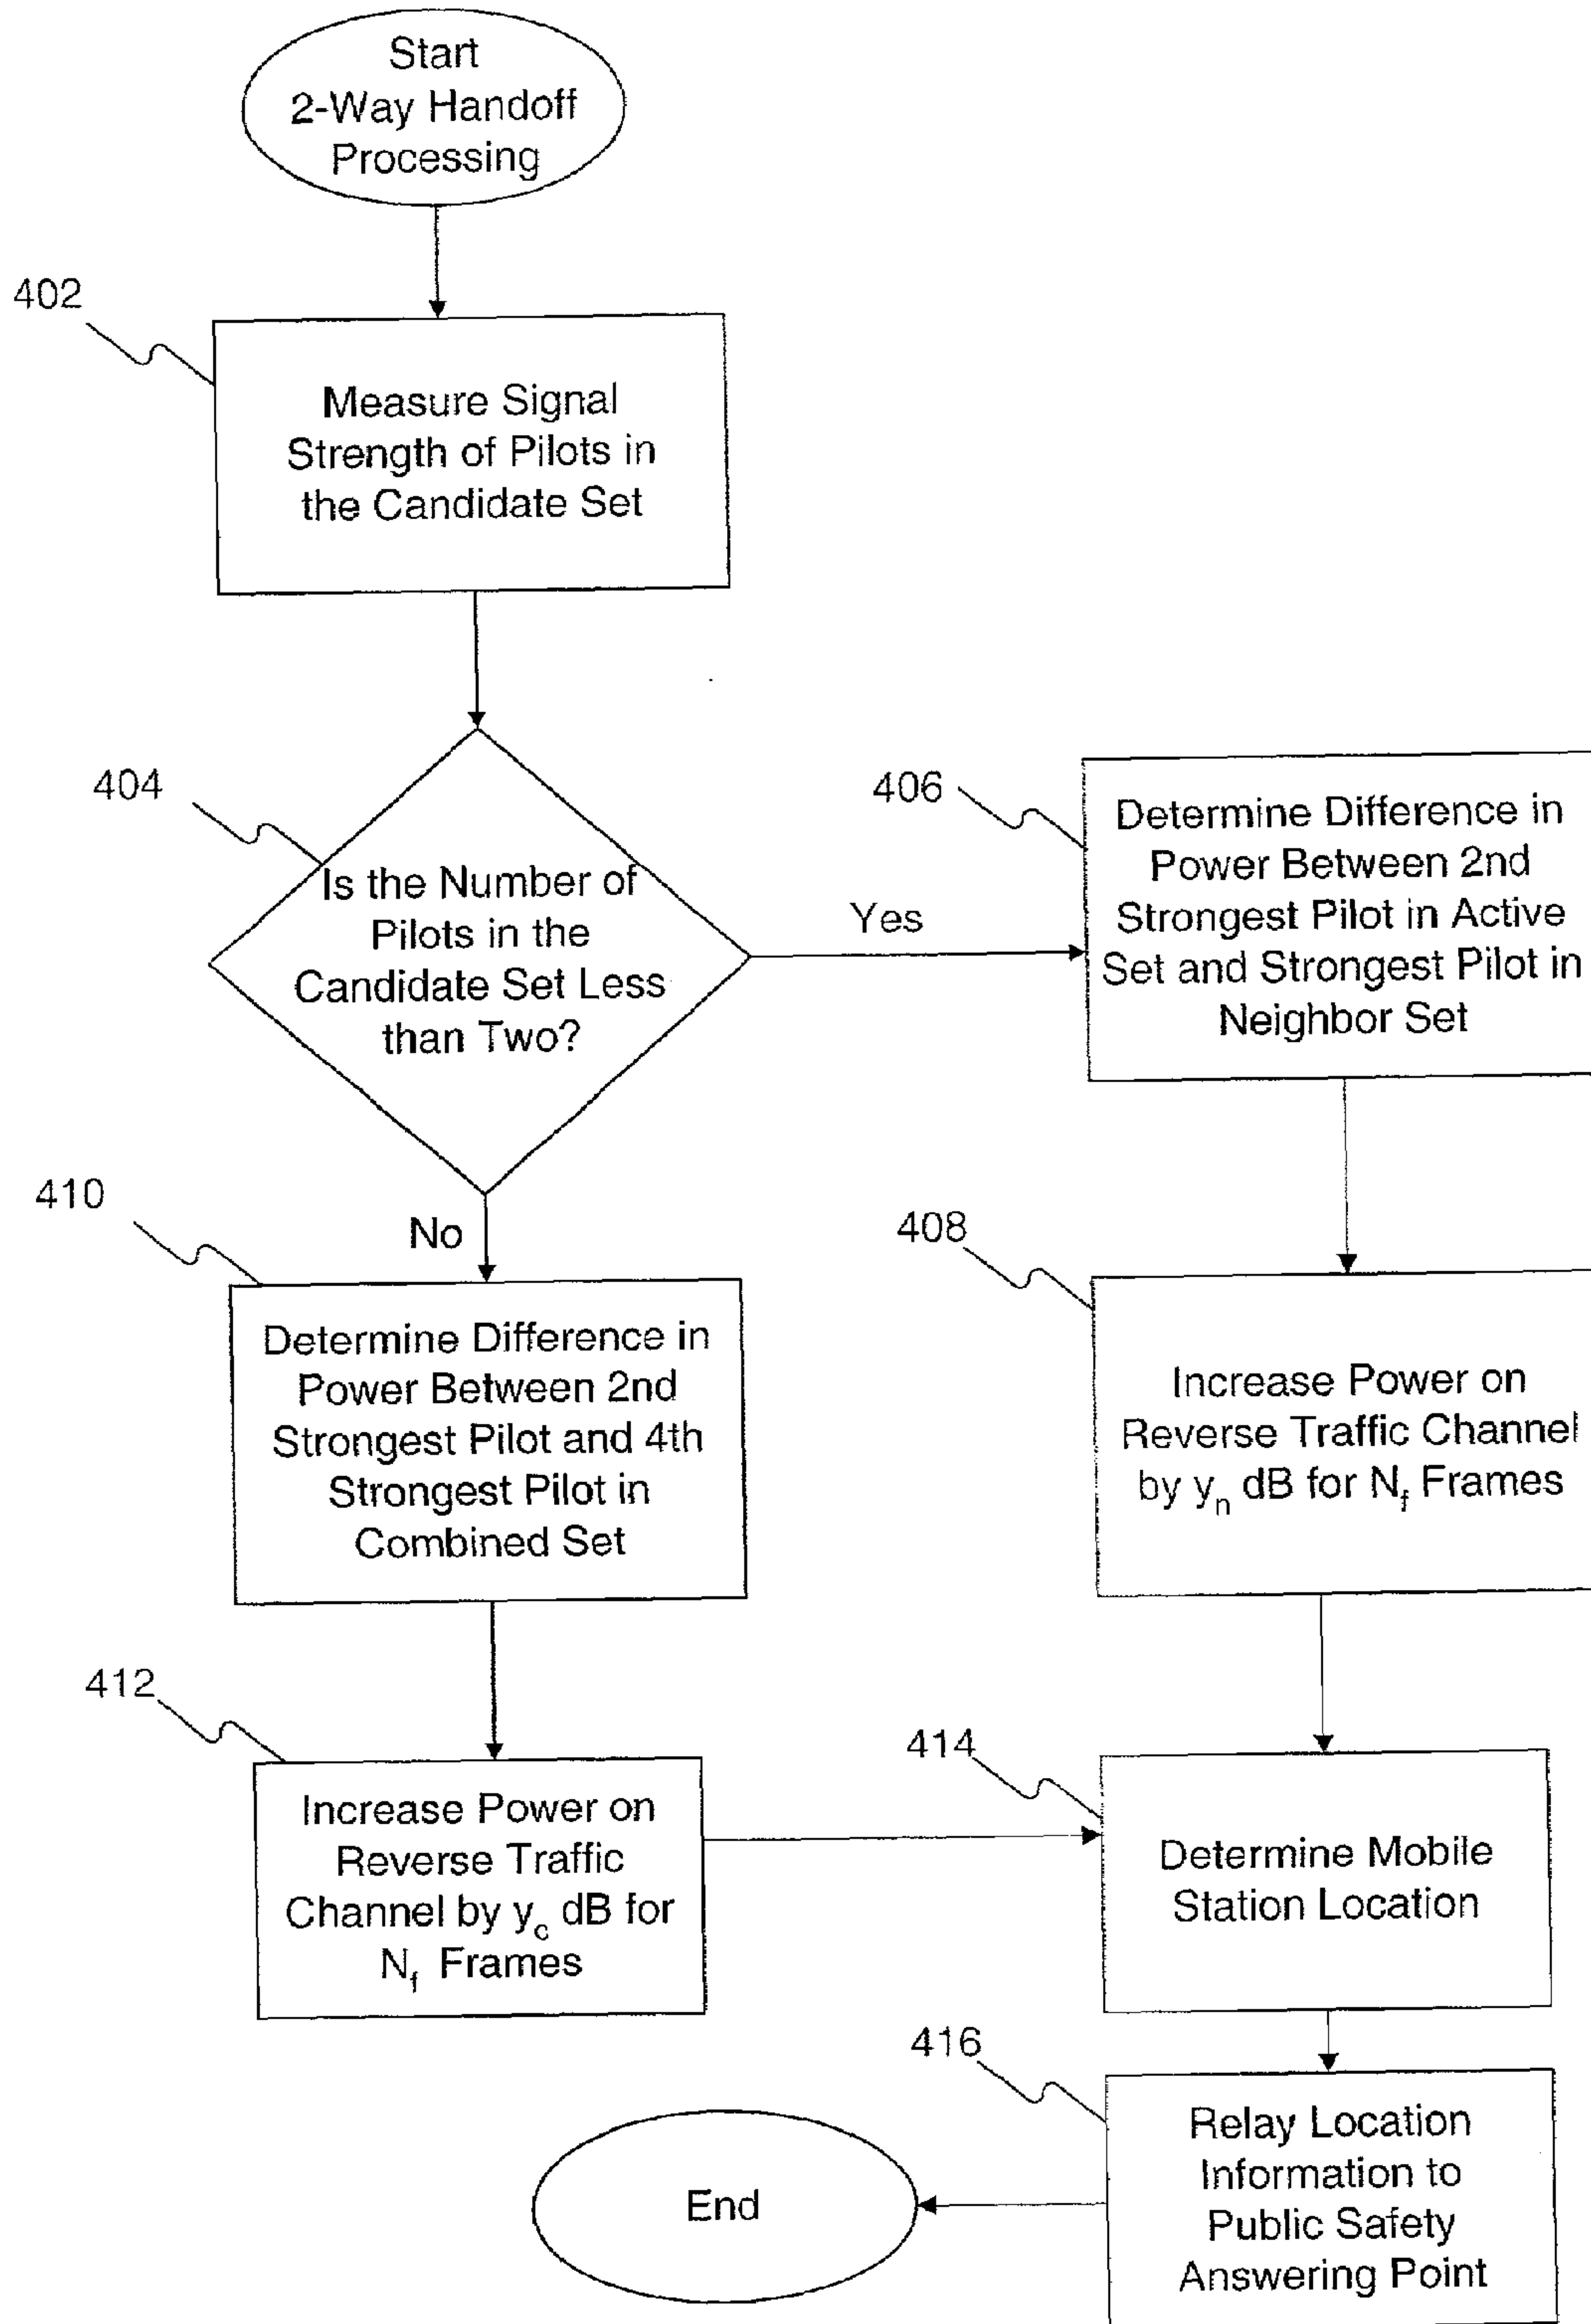 Start
2-Way Handoff
Processing
402
Measure Signal
Strength of Pilots in
the Candidate Set
404
Is the Number of
Pilots in the
Candidate Set Less
than Two?
Yes
406
Determine Difference in
Power Between 2nd
Strongest Pilot in Active
Set and Strongest Pilot in
Neighbor Set
410
No
408
Determine Difference in
Power Between 2nd
Strongest Pilot and 4th
Strongest Pilot in
Combined Set
Increase Power on
Reverse Traffic Channel
by yn dB for Nf Frames
412
Increase Power on
Reverse Traffic
Channel by yc dB for
Nf Frames
414
Determine Mobile
Station Location
416
Relay Location
Information to
Public Safety
Answering Point
End